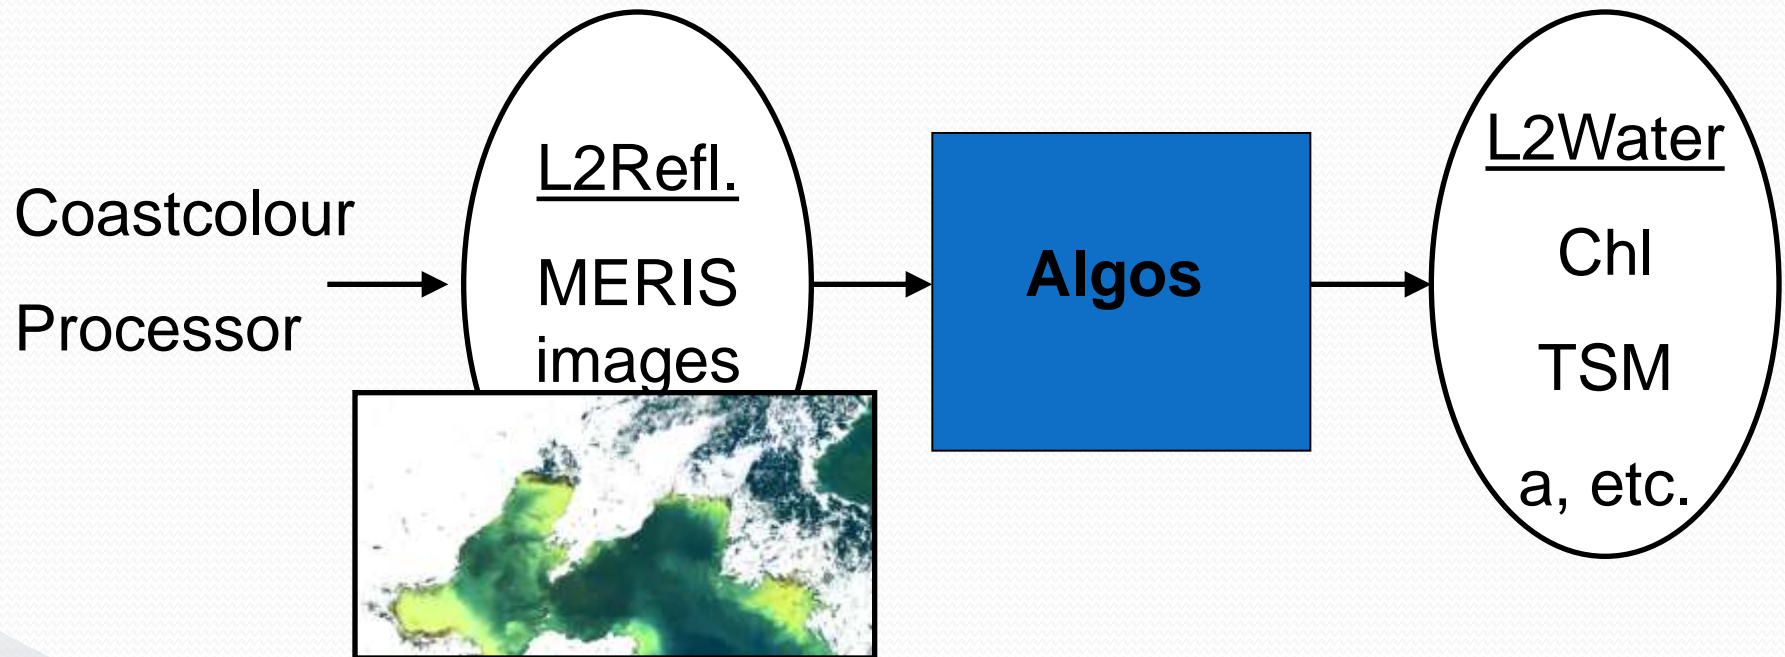 Coastcolour
Processor
L2Refl.
MERIS
images
Algos
L2Water
Chl
TSM
a, etc.